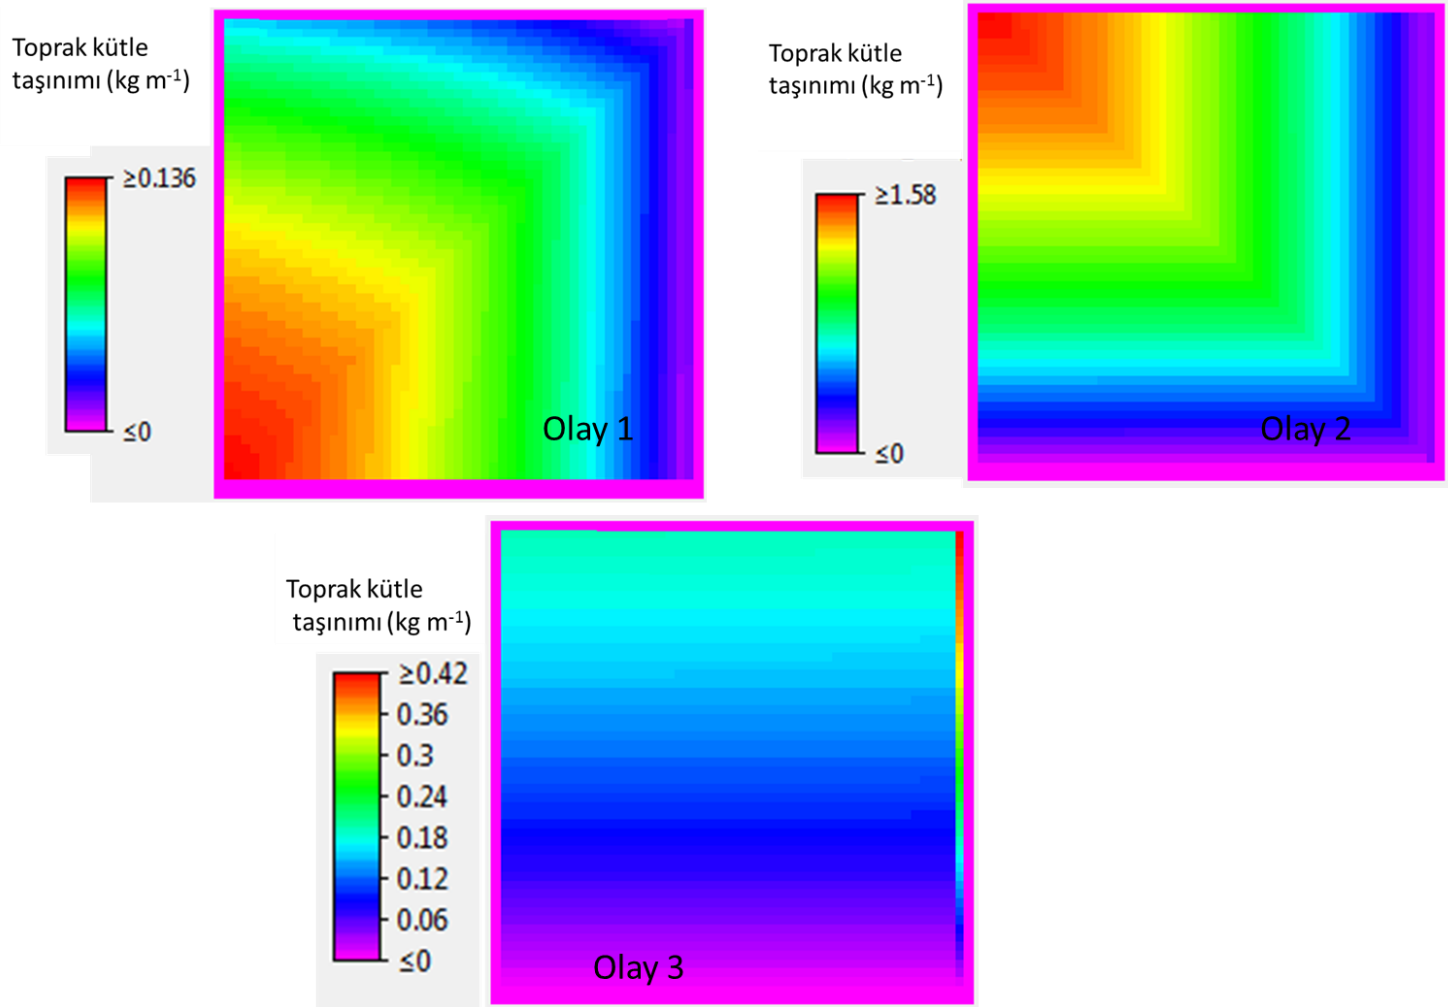 Toprak kütle
taşınımı (kg m⁻¹)
≥0.136
≤0
Olay 1
Toprak kütle
taşınımı (kg m⁻¹)
≥1.58
≤0
Olay 2
Toprak kütle
taşınımı (kg m⁻¹)
≥0.42
0.36
0.3
0.24
0.18
0.12
0.06
≤0
Olay 3